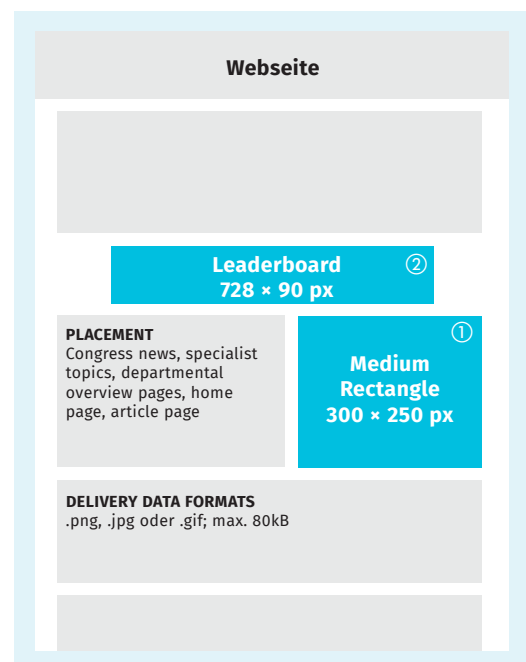 Webseite
Leaderboard ②
728 × 90 px
PLACEMENT
Congress news, specialist
topics, departmental
overview pages, home
page, article page
①
Medium
Rectangle
300 × 250 px
DELIVERY DATA FORMATS
.png, .jpg oder .gif; max. 80kB